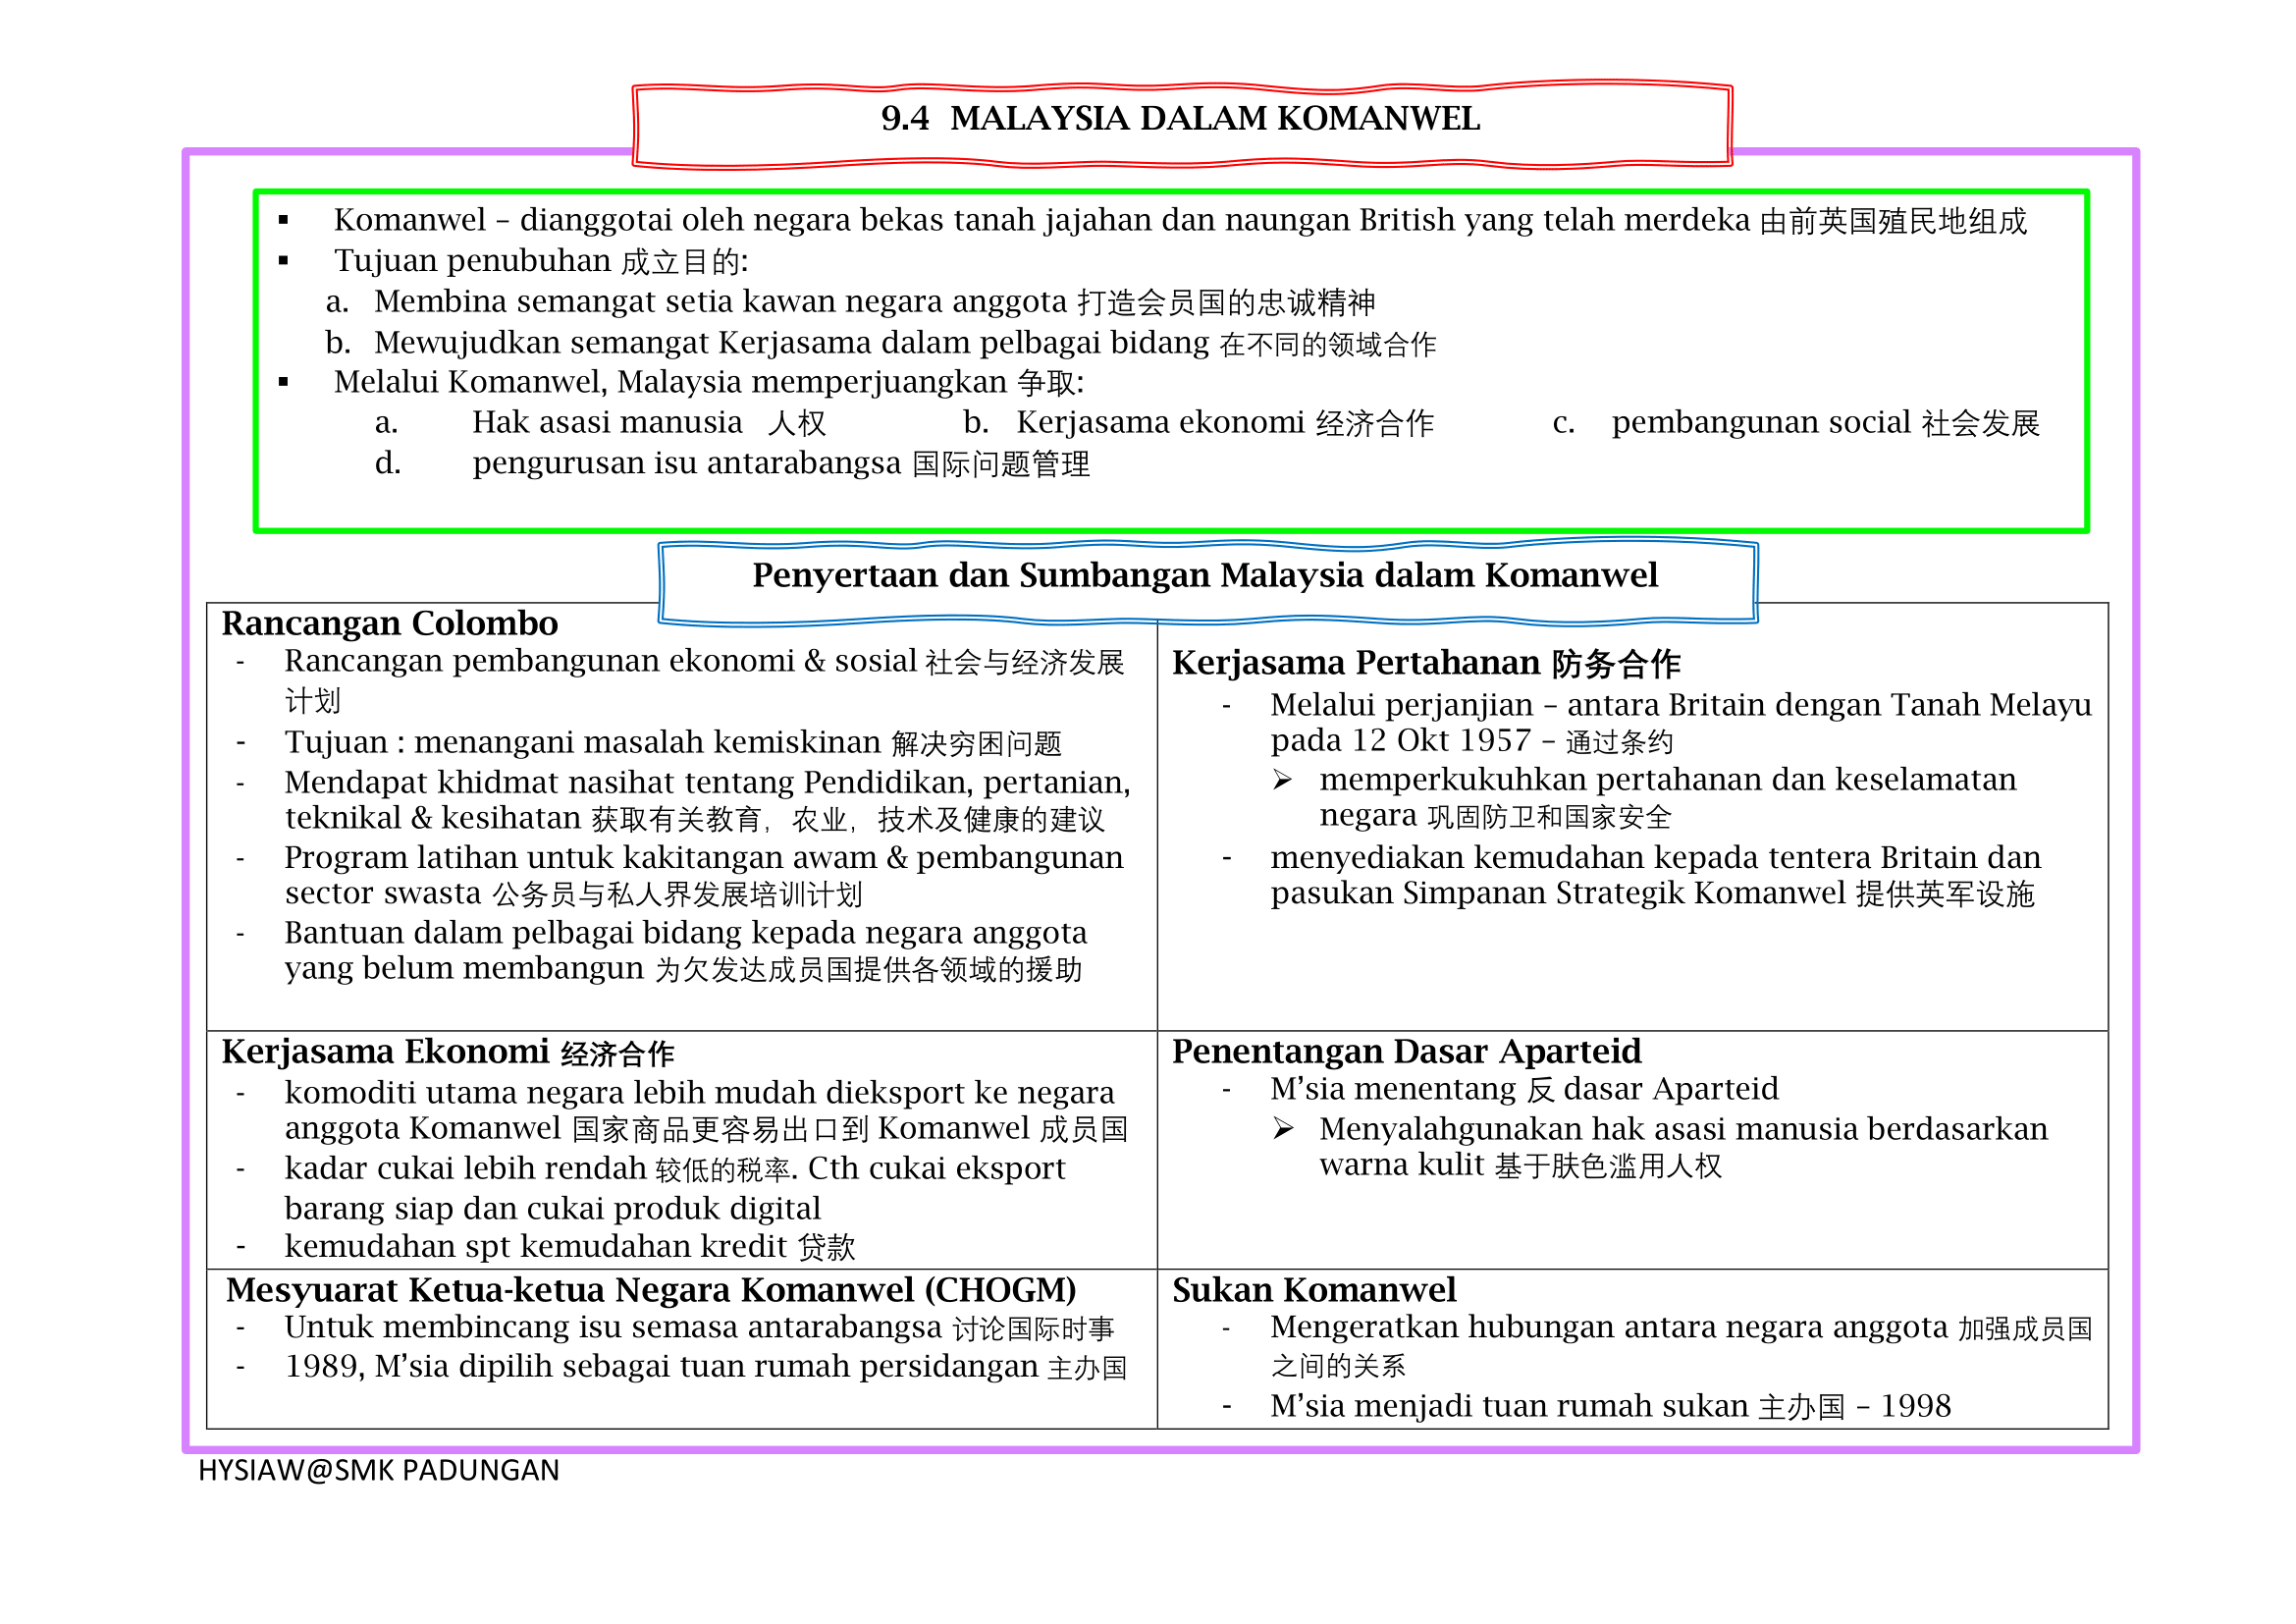 9.4 MALAYSIA DALAM KOMANWEL
▪ Komanwel – dianggotai oleh negara bekas tanah jajahan dan naungan British yang telah merdeka 由前英国殖民地组成
▪ Tujuan penubuhan 成立目的:
a. Membina semangat setia kawan negara anggota 打造会员国的忠诚精神
b. Mewujudkan semangat Kerjasama dalam pelbagai bidang 在不同的领域合作
▪ Melalui Komanwel, Malaysia memperjuangkan 争取:
a. Hak asasi manusia 人权 b. Kerjasama ekonomi 经济合作 c. pembangunan social 社会发展
d. pengurusan isu antarabangsa 国际问题管理
Penyertaan dan Sumbangan Malaysia dalam Komanwel
Rancangan Colombo
- Rancangan pembangunan ekonomi & sosial 社会与经济发展
计划
- Tujuan : menangani masalah kemiskinan 解决穷困问题
- Mendapat khidmat nasihat tentang Pendidikan, pertanian,
teknikal & kesihatan 获取有关教育，农业，技术及健康的建议
- Program latihan untuk kakitangan awam & pembangunan
sector swasta 公务员与私人界发展培训计划
- Bantuan dalam pelbagai bidang kepada negara anggota
yang belum membangun 为欠发达成员国提供各领域的援助
Kerjasama Pertahanan 防务合作
- Melalui perjanjian – antara Britain dengan Tanah Melayu
pada 12 Okt 1957 – 通过条约
➢ memperkukuhkan pertahanan dan keselamatan
negara 巩固防卫和国家安全
- menyediakan kemudahan kepada tentera Britain dan
pasukan Simpanan Strategik Komanwel 提供英军设施
Kerjasama Ekonomi 经济合作
- komoditi utama negara lebih mudah dieksport ke negara
anggota Komanwel 国家商品更容易出口到 Komanwel 成员国
- kadar cukai lebih rendah 较低的税率. Cth cukai eksport
barang siap dan cukai produk digital
- kemudahan spt kemudahan kredit 贷款
Penentangan Dasar Aparteid
- M’sia menentang 反 dasar Aparteid
➢ Menyalahgunakan hak asasi manusia berdasarkan
warna kulit 基于肤色滥用人权
Mesyuarat Ketua-ketua Negara Komanwel (CHOGM)
- Untuk membincang isu semasa antarabangsa 讨论国际时事
- 1989, M’sia dipilih sebagai tuan rumah persidangan 主办国
Sukan Komanwel
- Mengeratkan hubungan antara negara anggota 加强成员国
之间的关系
- M’sia menjadi tuan rumah sukan 主办国 – 1998
HYSIAW@SMK PADUNGAN